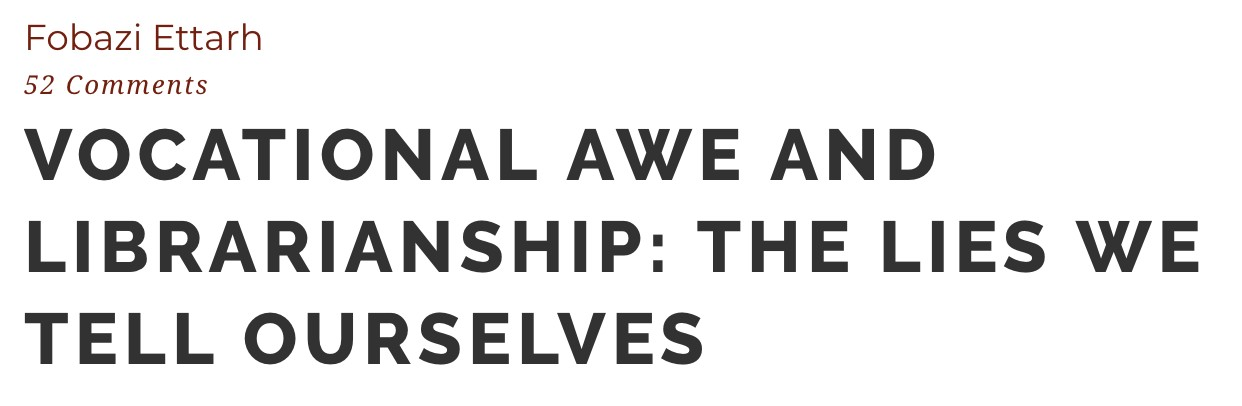 Fobazi Ettarh
52 Comments
VOCATIONAL AWE AND
LIBRARIANSHIP: THE LIES WE
TELL OURSELVES